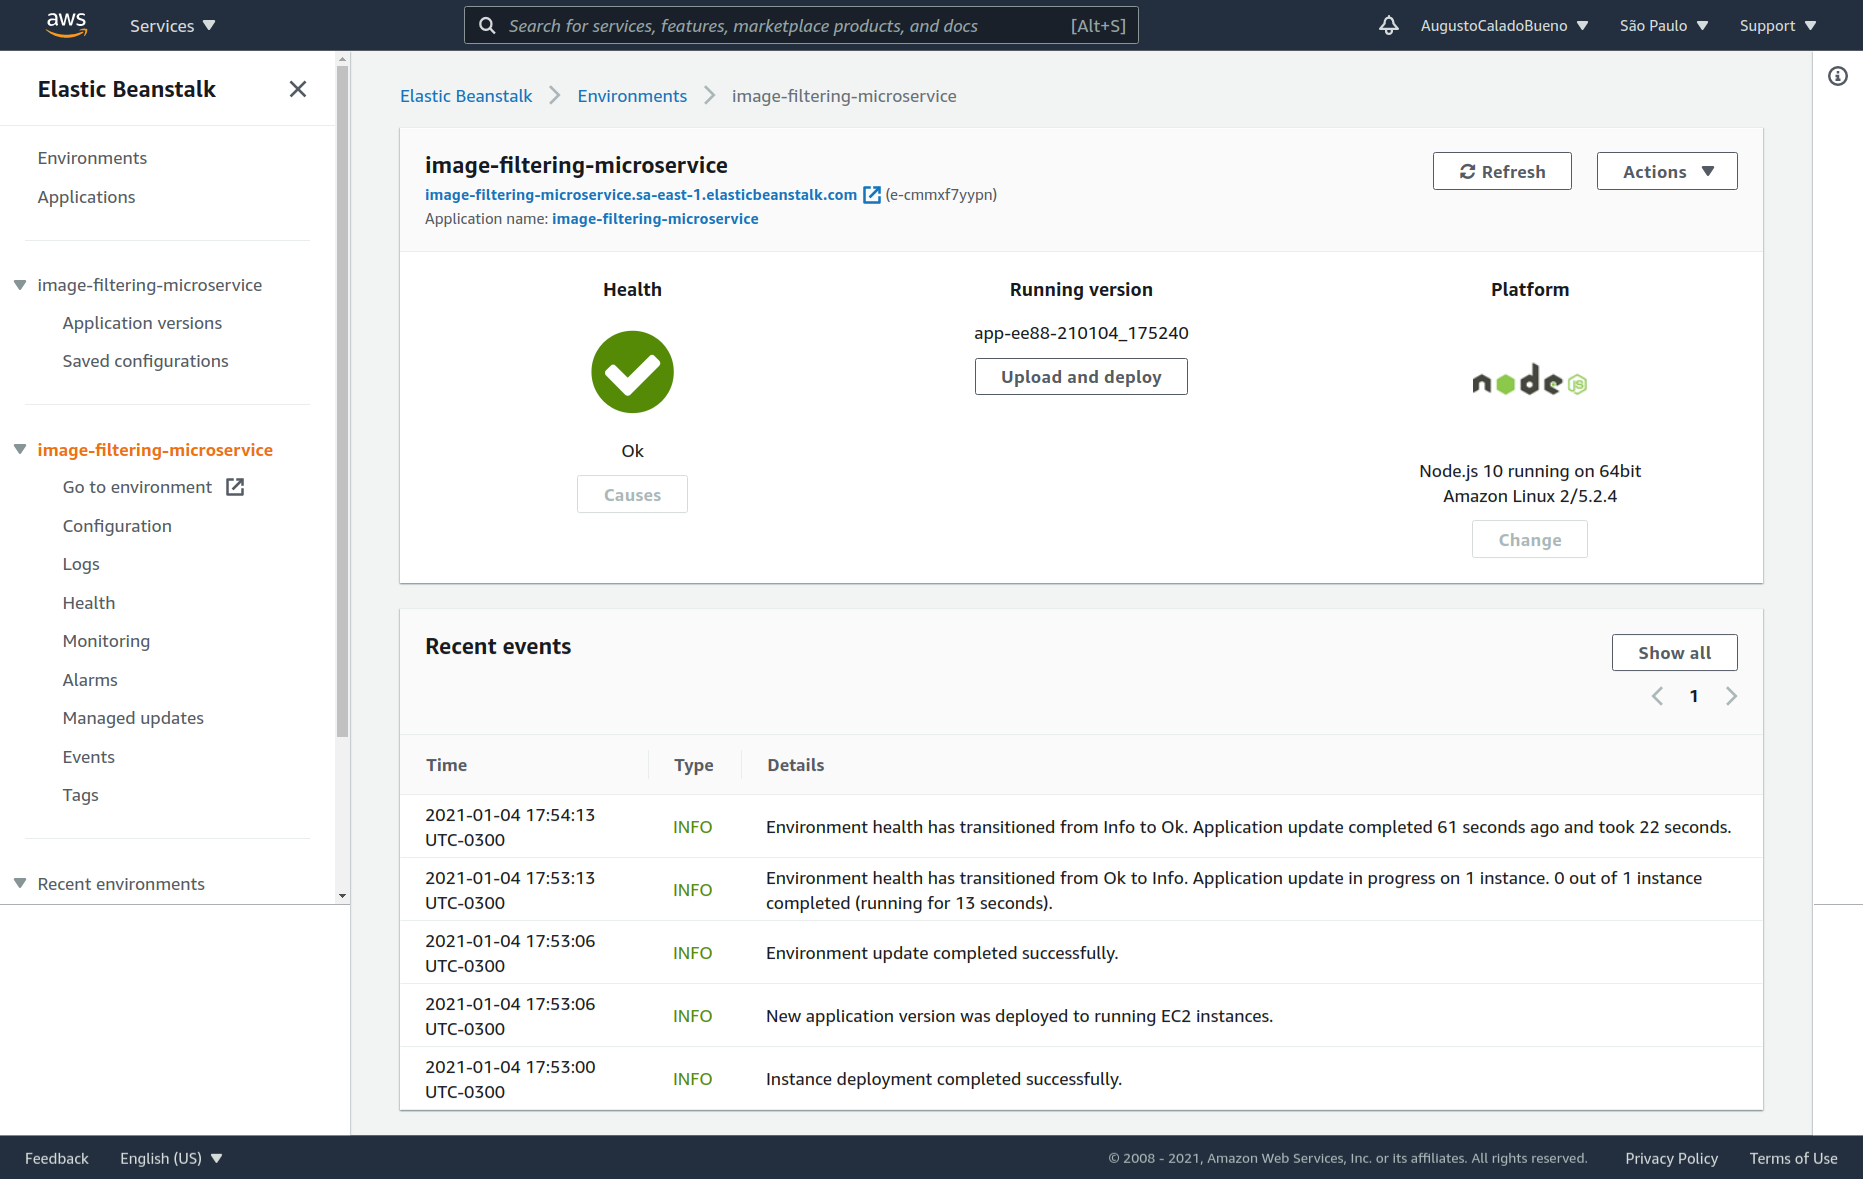 aws
Services
Search for services, features, marketplace products, and docs [Alt+S]
AugustoCaladoBueno
São Paulo
Support
Elastic Beanstalk
Environments
Applications
image-filtering-microservice
Application versions
Saved configurations
image-filtering-microservice
Go to environment
Configuration
Logs
Health
Monitoring
Alarms
Managed updates
Events
Tags
Recent environments
Elastic Beanstalk > Environments > image-filtering-microservice
image-filtering-microservice
image-filtering-microservice.sa-east-1.elasticbeanstalk.com (e-cmmxf7yypn)
Application name: image-filtering-microservice
Refresh
Actions
Health
Ok
Causes
Running version
app-ee88-210104_175240
Upload and deploy
Platform
node JS
Node.js 10 running on 64bit
Amazon Linux 2/5.2.4
Change
Recent events
Show all
1
Time Type Details
2021-01-04 17:54:13
UTC-0300
INFO
Environment health has transitioned from Info to Ok. Application update completed 61 seconds ago and took 22 seconds.
2021-01-04 17:53:13
UTC-0300
INFO
Environment health has transitioned from Ok to Info. Application update in progress on 1 instance. 0 out of 1 instance
completed (running for 13 seconds).
2021-01-04 17:53:06
UTC-0300
INFO
Environment update completed successfully.
2021-01-04 17:53:06
UTC-0300
INFO
New application version was deployed to running EC2 instances.
2021-01-04 17:53:00
UTC-0300
INFO
Instance deployment completed successfully.
Feedback
English (US)
© 2008 - 2021, Amazon Web Services, Inc. or its affiliates. All rights reserved.
Privacy Policy
Terms of Use